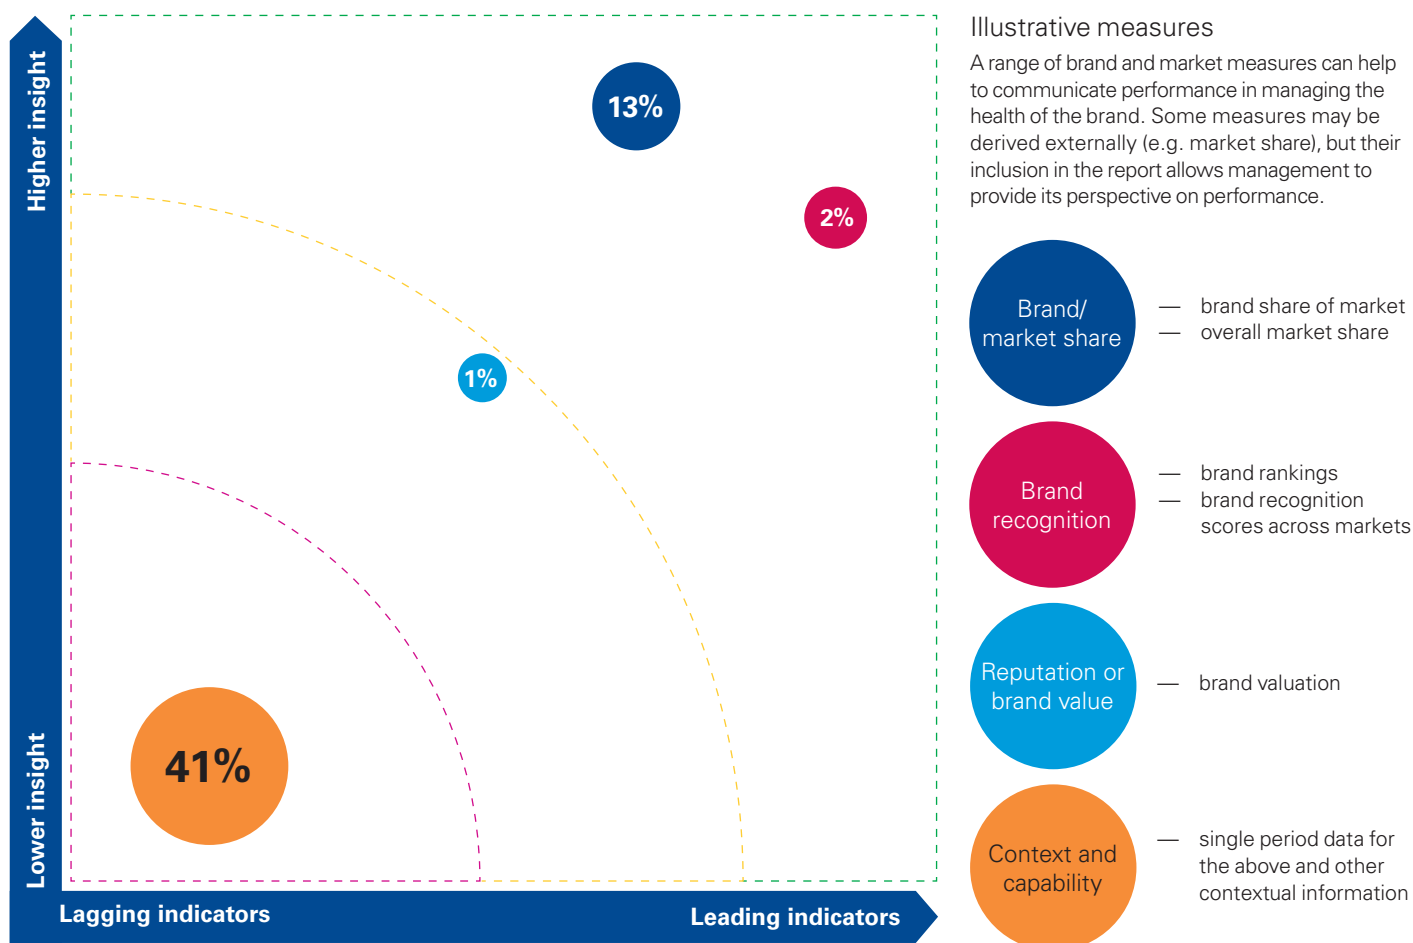 Higher insight
Lower insight
13%
2%
1%
41%
Lagging indicators
Leading indicators
Illustrative measures
A range of brand and market measures can help
to communicate performance in managing the
health of the brand. Some measures may be
derived externally (e.g. market share), but their
inclusion in the report allows management to
provide its perspective on performance.
Brand/
market share
— brand share of market
— overall market share
Brand
recognition
— brand rankings
— brand recognition
scores across markets
Reputation or
brand value
— brand valuation
Context and
capability
— single period data for
the above and other
contextual information